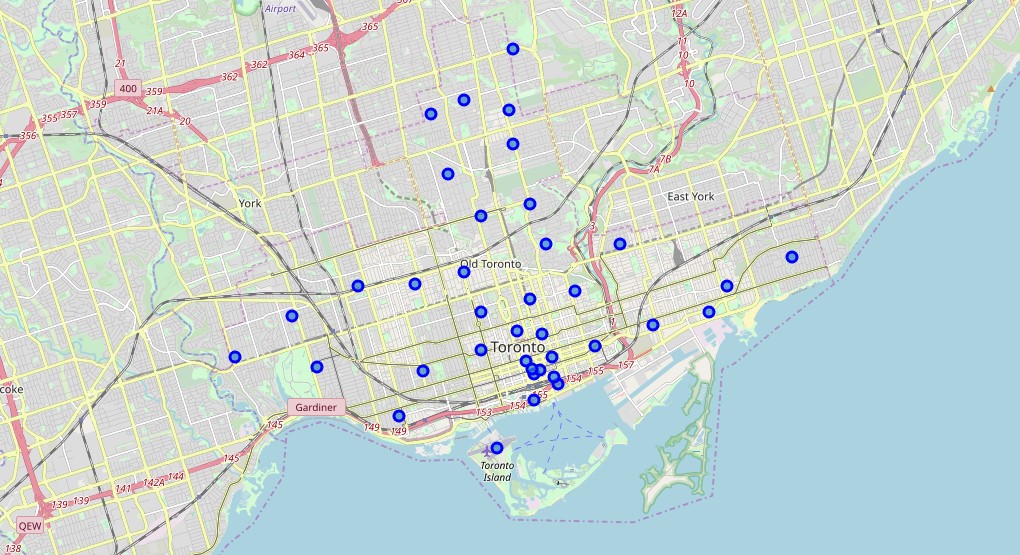 Airport
365
12A
21
365
11
364
362
10
362
400
359
10
359
357
21A
355
20
356
7B
7A
York
East York
3
Old Toronto
Toronto
157
155
154
coke
Gardiner
154
153
149
149
145
145
Toronto
Island
144
142A
141
139
139
QEW
138